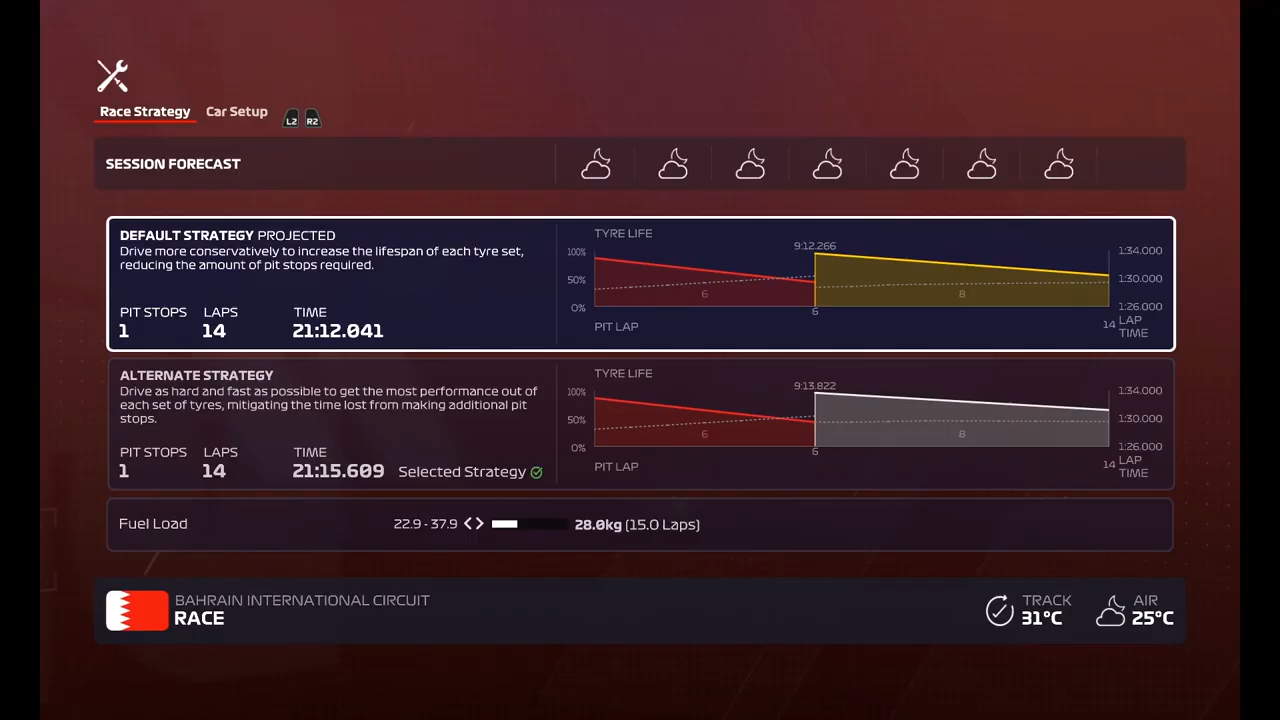 Race Strategy Car Setup L2 R2
SESSION FORECAST
DEFAULT STRATEGY PROJECTED
Drive more conservatively to increase the lifespan of each tyre set,
reducing the amount of pit stops required.
PIT STOPS LAPS TIME
1 14 21:12.041
TYRE LIFE
9:12.266
100% 1:34.000
50% 1:30.000
6 8
0% 1:26.000
6
PIT LAP 14 LAP
TIME
ALTERNATE STRATEGY
Drive as hard and fast as possible to get the most performance out of
each set of tyres, mitigating the time lost from making additional pit
stops.
PIT STOPS LAPS TIME
1 14 21:15.609 Selected Strategy
TYRE LIFE
9:13.822
100% 1:34.000
50% 1:30.000
6 8
0% 1:26.000
6
PIT LAP 14 LAP
TIME
Fuel Load 22.9 - 37.9 <> 28.0kg (15.0 Laps)
BAHRAIN INTERNATIONAL CIRCUIT
RACE
TRACK
31°C
AIR
25°C